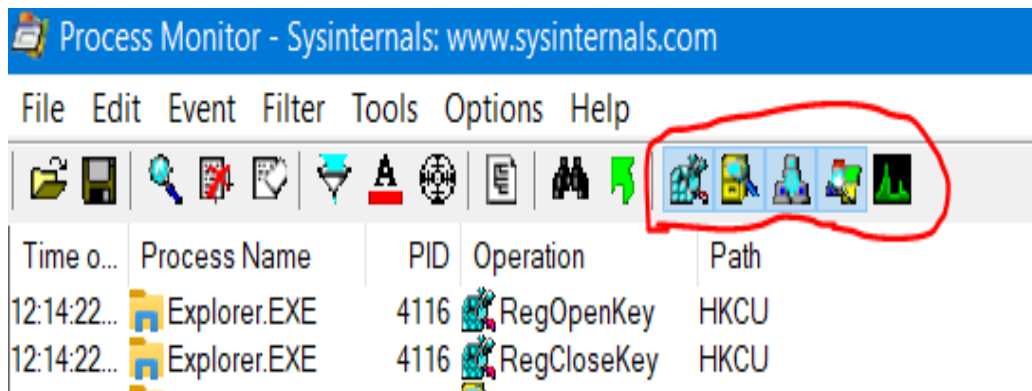 Process Monitor - Sysinternals: www.sysinternals.com
File Edit Event Filter Tools Options Help
A
Time o... Process Name PID Operation Path
12:14:22... Explorer.EXE 4116 RegOpenKey HKCU
12:14:22... Explorer.EXE 4116 RegCloseKey HKCU